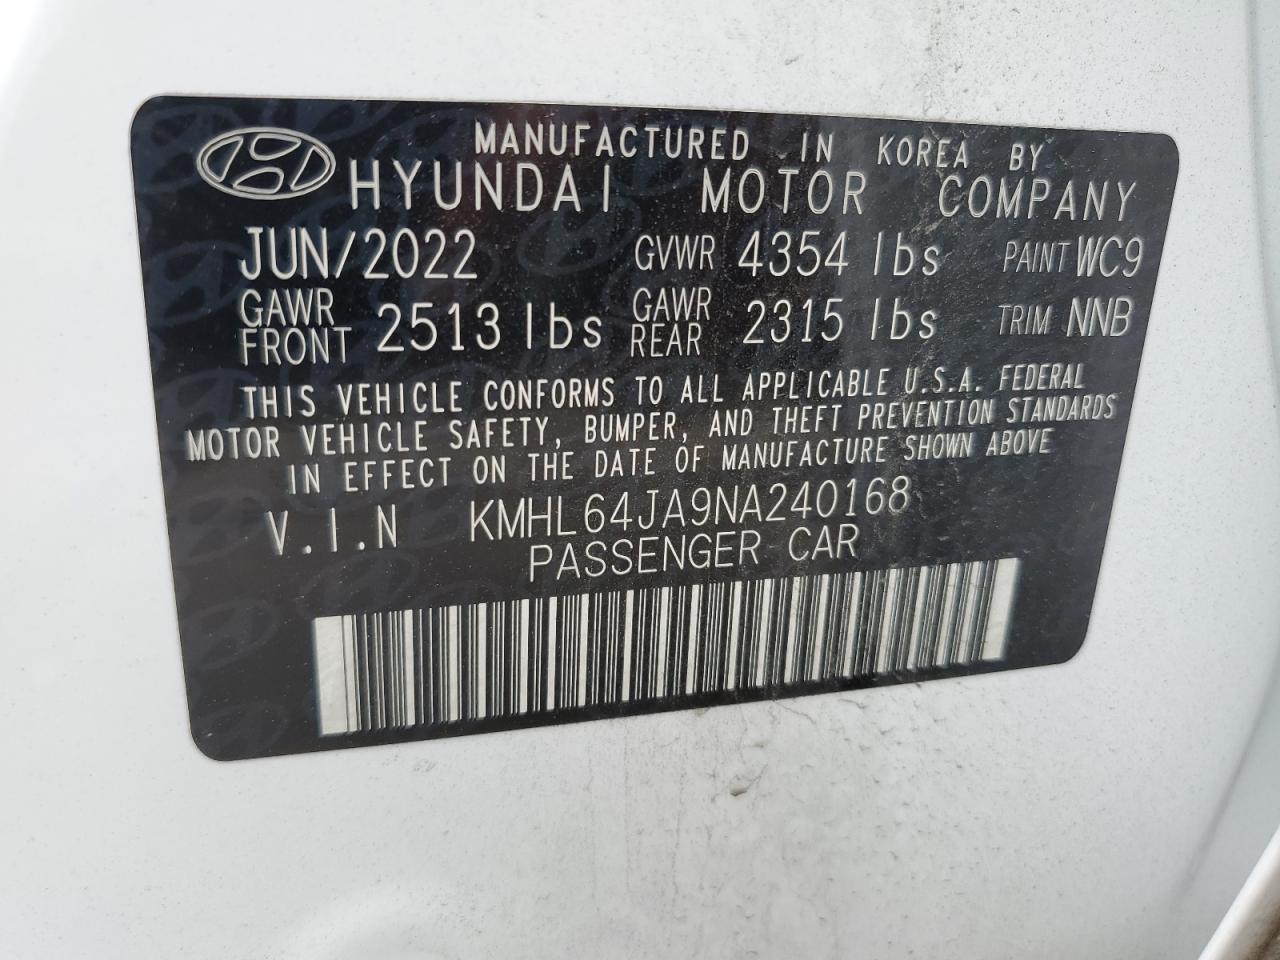 MANUFACTURED IN KOREA BY
HYUNDAI MOTOR COMPANY
JUN/2022 GVWR 4354 lbs PAINT WC9
GAWR FRONT 2513 lbs GAWR REAR 2315 lbs TRIM NNB
THIS VEHICLE CONFORMS TO ALL APPLICABLE U.S.A. FEDERAL
MOTOR VEHICLE SAFETY, BUMPER, AND THEFT PREVENTION STANDARDS
IN EFFECT ON THE DATE OF MANUFACTURE SHOWN ABOVE
V.I.N KMHL64JA9NA240168
PASSENGER CAR